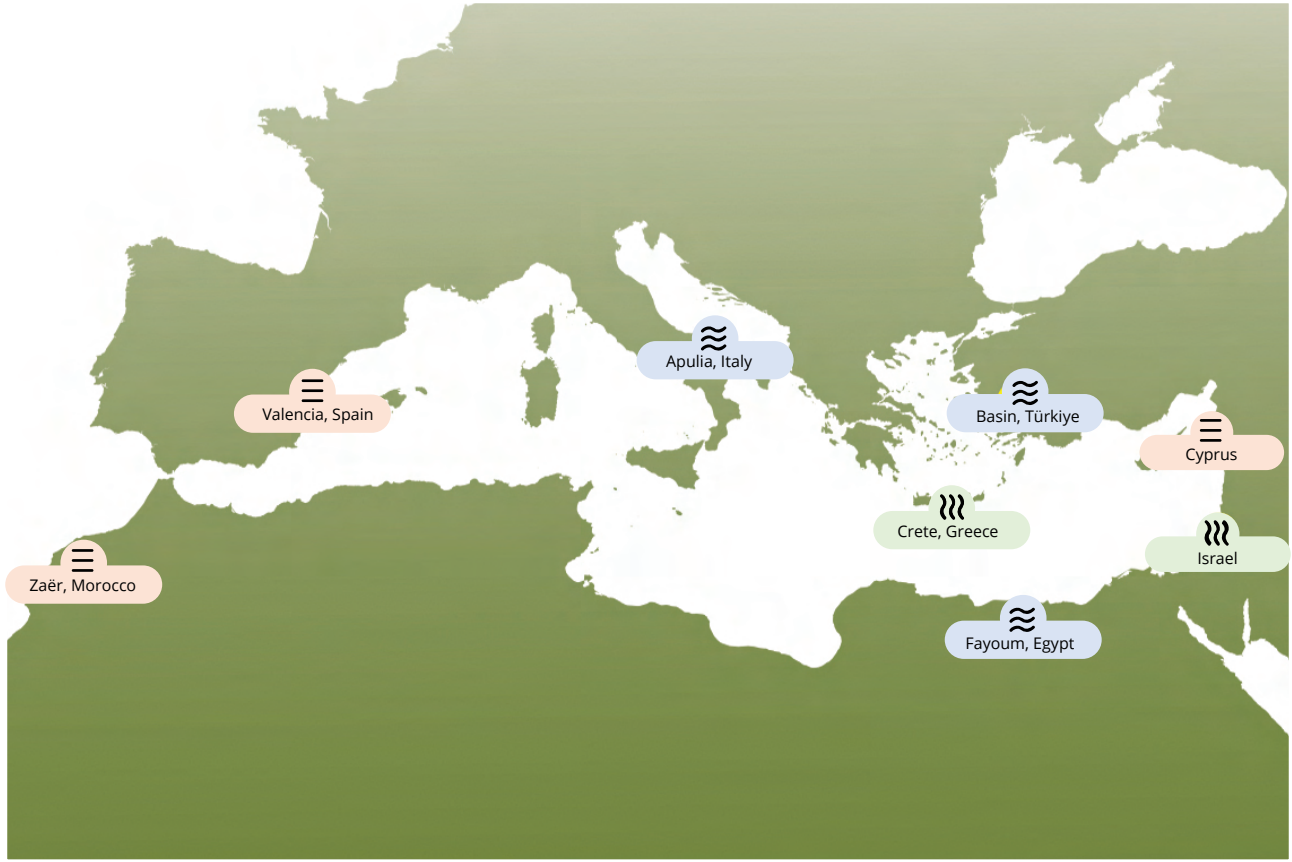 Apulia, Italy
Valencia, Spain
Basin, Türkiye
Cyprus
Crete, Greece
Israel
Zaër, Morocco
Fayoum, Egypt